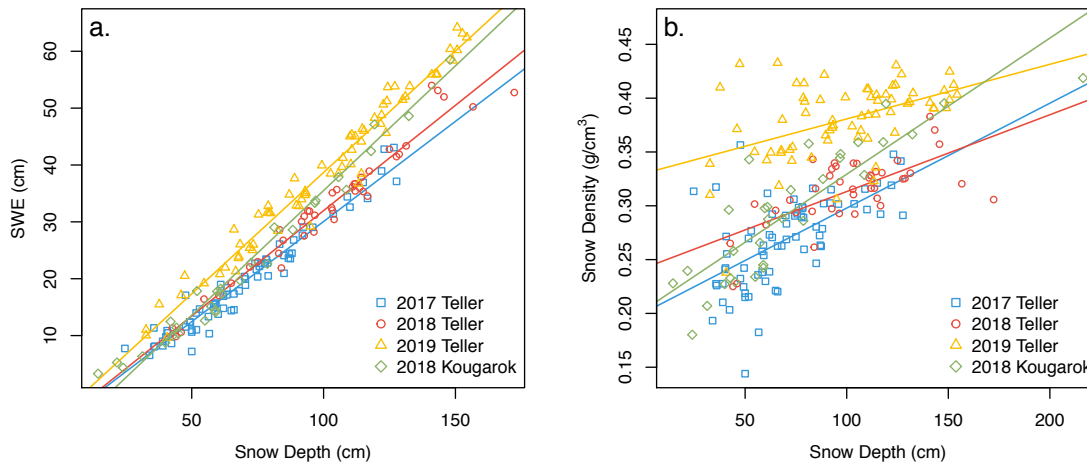 a.
SWE (cm)
60
50
40
30
20
10
50
100
150
Snow Depth (cm)
2017 Teller
2018 Teller
2019 Teller
2018 Kougarok
b.
Snow Density (g/cm³)
0.45
0.40
0.35
0.30
0.25
0.20
0.15
50
100
150
200
Snow Depth (cm)
2017 Teller
2018 Teller
2019 Teller
2018 Kougarok